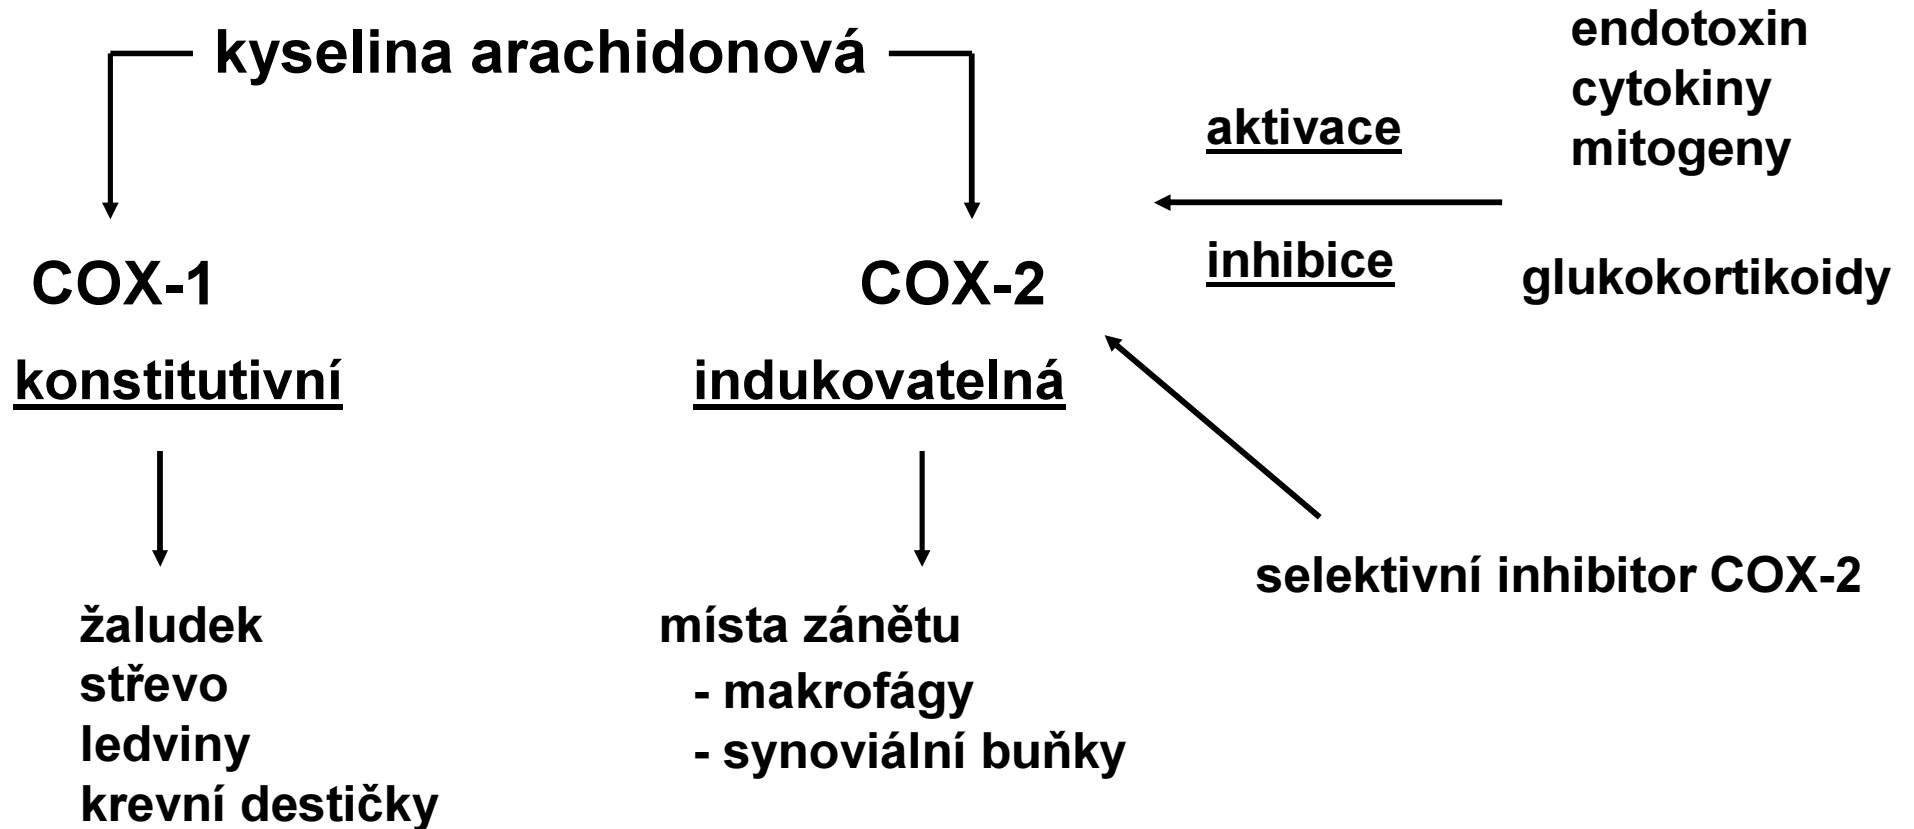 kyselina arachidonová
endotoxin
cytokiny
mitogeny
aktivace
inhibice
glukokortikoidy
COX-1
COX-2
konstitutivní
indukovatelná
selektivní inhibitor COX-2
žaludek
střevo
ledviny
krevní destičky
místa zánětu
- makrofágy
- synoviální buňky